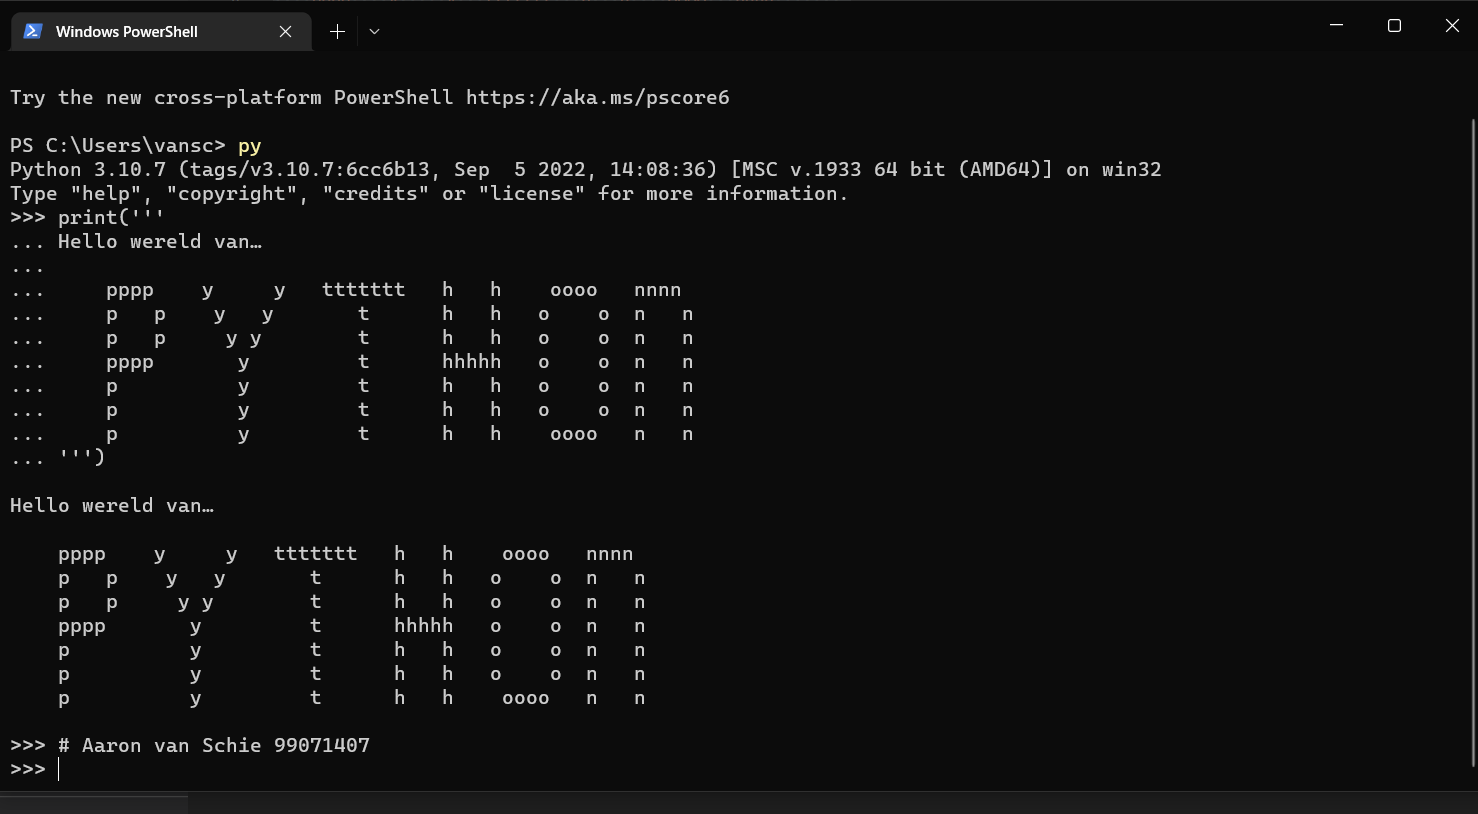 Windows PowerShell
Try the new cross-platform PowerShell https://aka.ms/pscore6
PS C:\Users\vansc> py
Python 3.10.7 (tags/v3.10.7:6cc6b13, Sep  5 2022, 14:08:36) [MSC v.1933 64 bit (AMD64)] on win32
Type "help", "copyright", "credits" or "license" for more information.
>>> print('''
... Hello wereld van…
...
...     pppp    y     y   ttttttt   h   h    oooo   nnnn
...     p   p    y   y       t      h   h   o    o  n   n
...     p   p     y y        t      h   h   o    o  n   n
...     pppp       y         t      hhhhh   o    o  n   n
...     p          y         t      h   h   o    o  n   n
...     p          y         t      h   h   o    o  n   n
...     p          y         t      h   h    oooo   n   n
... ''')
Hello wereld van…
    pppp    y     y   ttttttt   h   h    oooo   nnnn
    p   p    y   y       t      h   h   o    o  n   n
    p   p     y y        t      h   h   o    o  n   n
    pppp       y         t      hhhhh   o    o  n   n
    p          y         t      h   h   o    o  n   n
    p          y         t      h   h   o    o  n   n
    p          y         t      h   h    oooo   n   n
>>> # Aaron van Schie 99071407
>>>